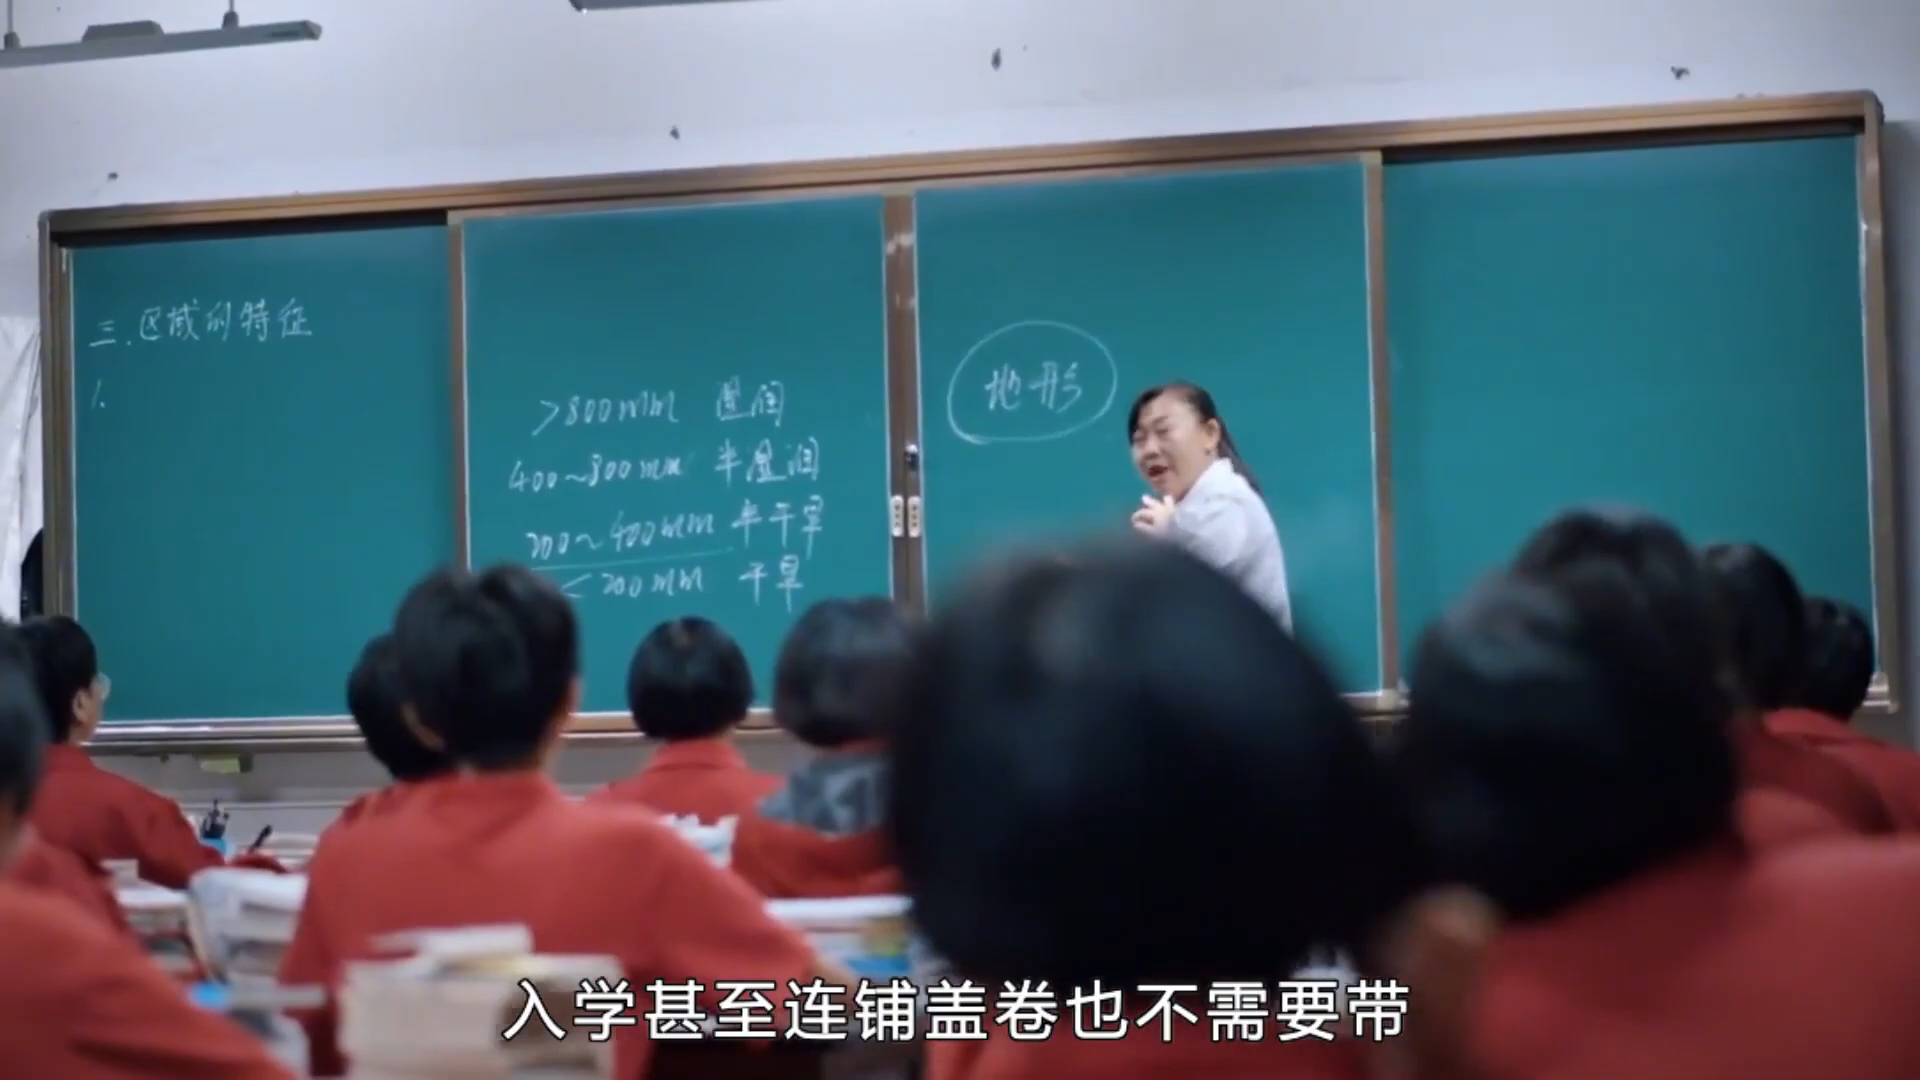 三.区域的特征
1.
>800mm 湿润
400~800mm 半湿润
200~400mm 半干旱
<200mm 干旱
地形
入学甚至连铺盖卷也不需要带